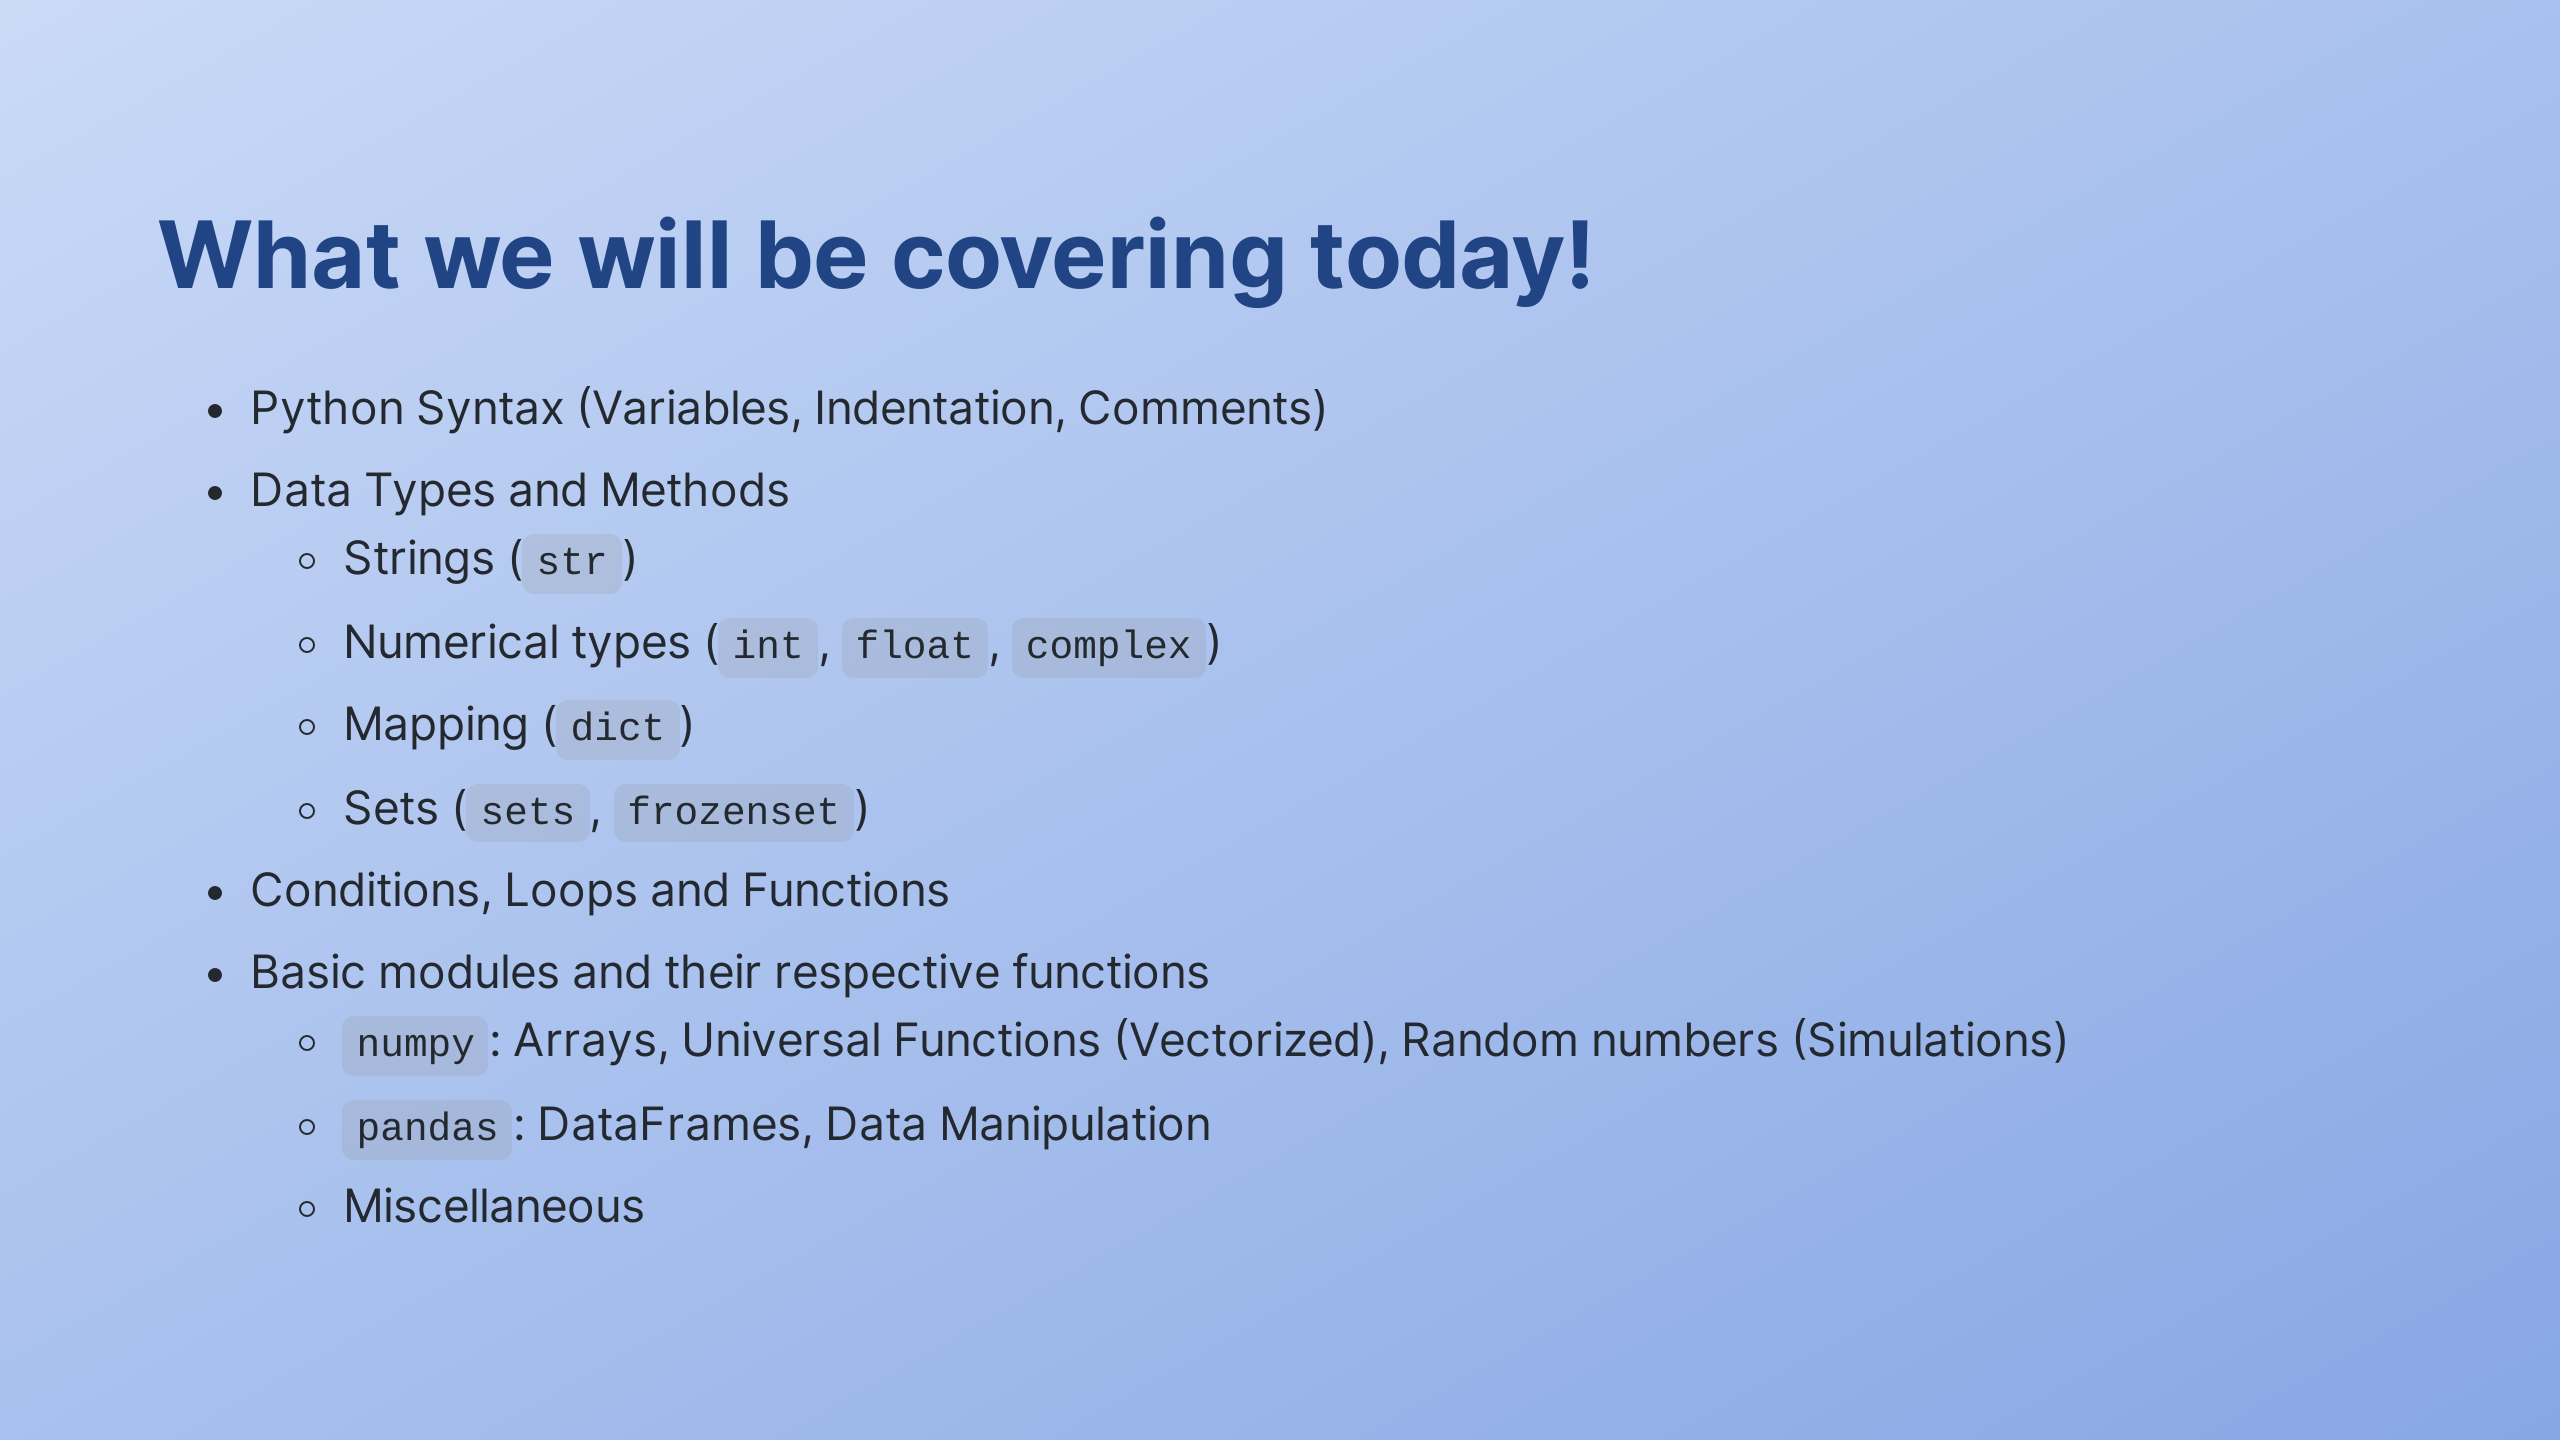 What we will be covering today!
Python Syntax (Variables, Indentation, Comments)
Data Types and Methods
Strings (str)
Numerical types (int, float, complex)
Mapping (dict)
Sets (sets, frozenset)
Conditions, Loops and Functions
Basic modules and their respective functions
numpy: Arrays, Universal Functions (Vectorized), Random numbers (Simulations)
pandas: DataFrames, Data Manipulation
Miscellaneous